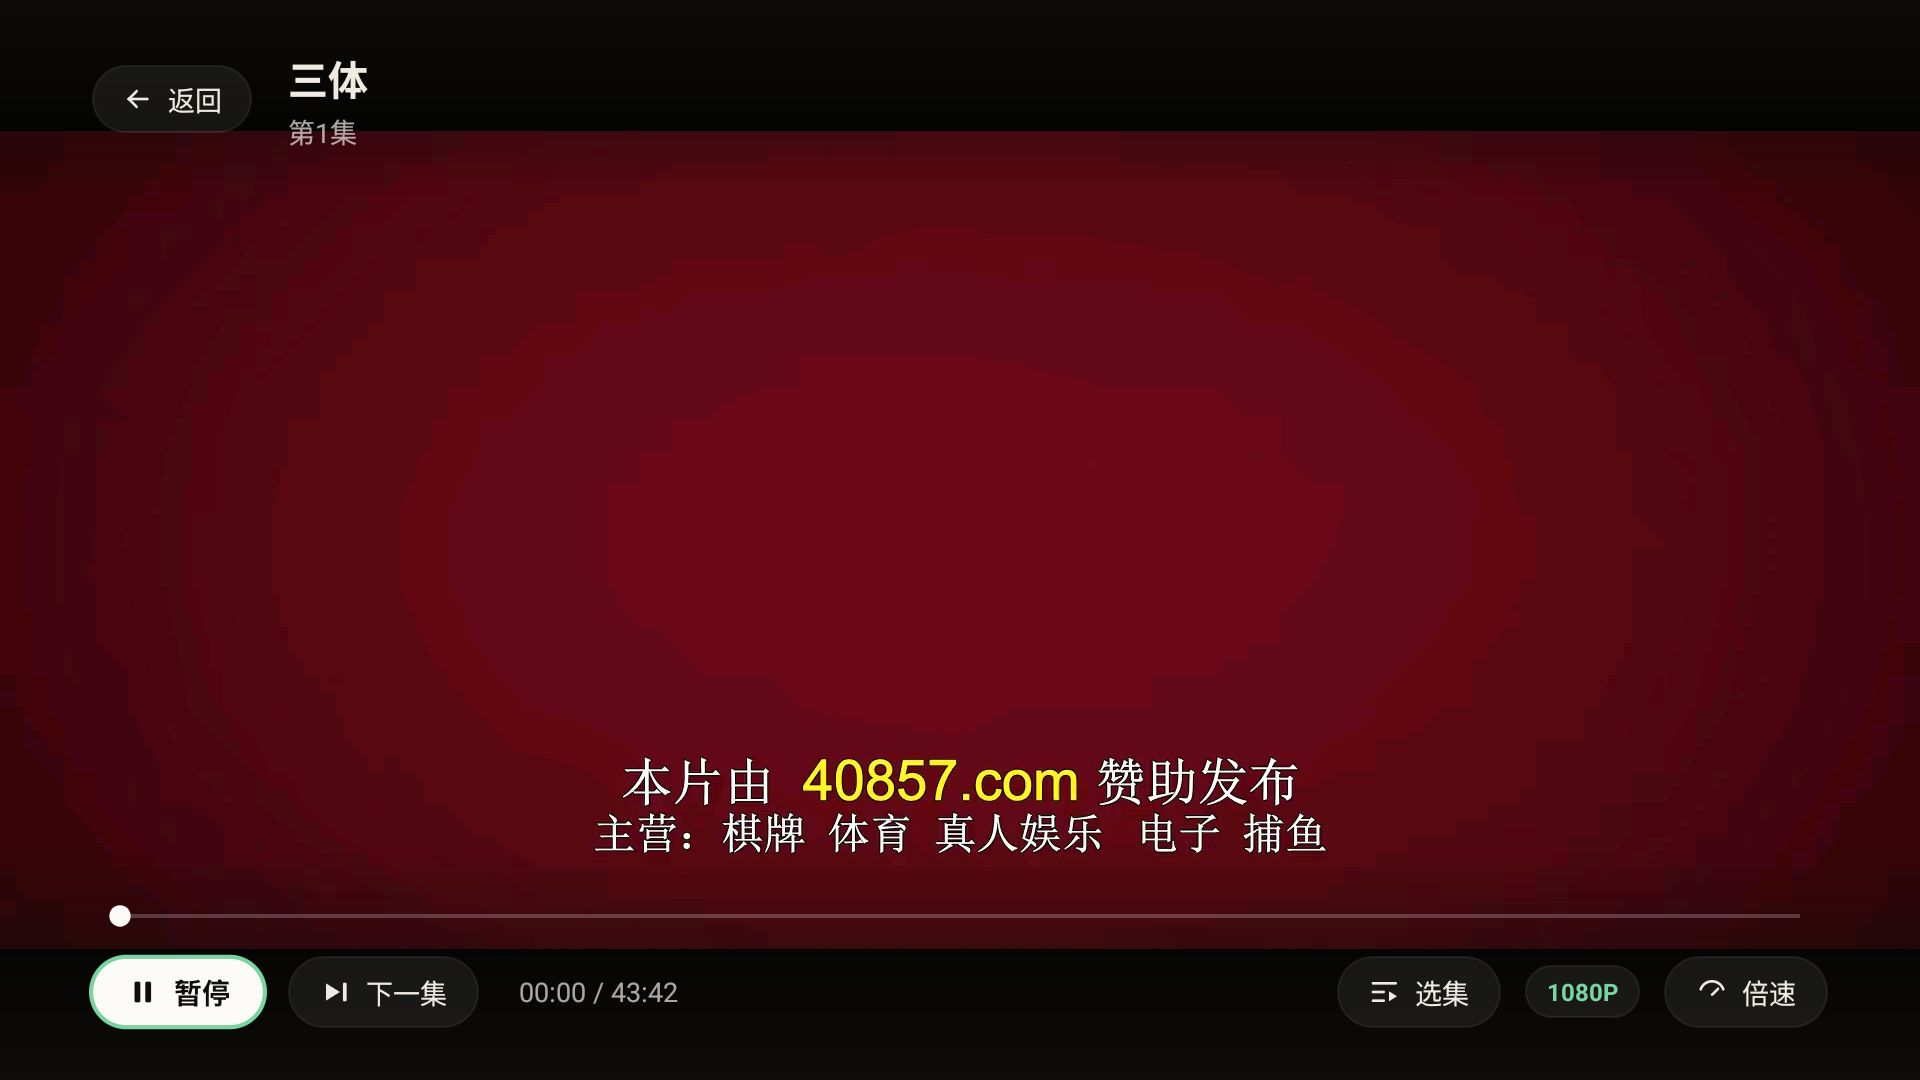 返回
三体
第1集
本片由 40857.com 赞助发布
主营：棋牌 体育 真人娱乐 电子 捕鱼
暂停
下一集
00:00 / 43:42
选集
1080P
倍速